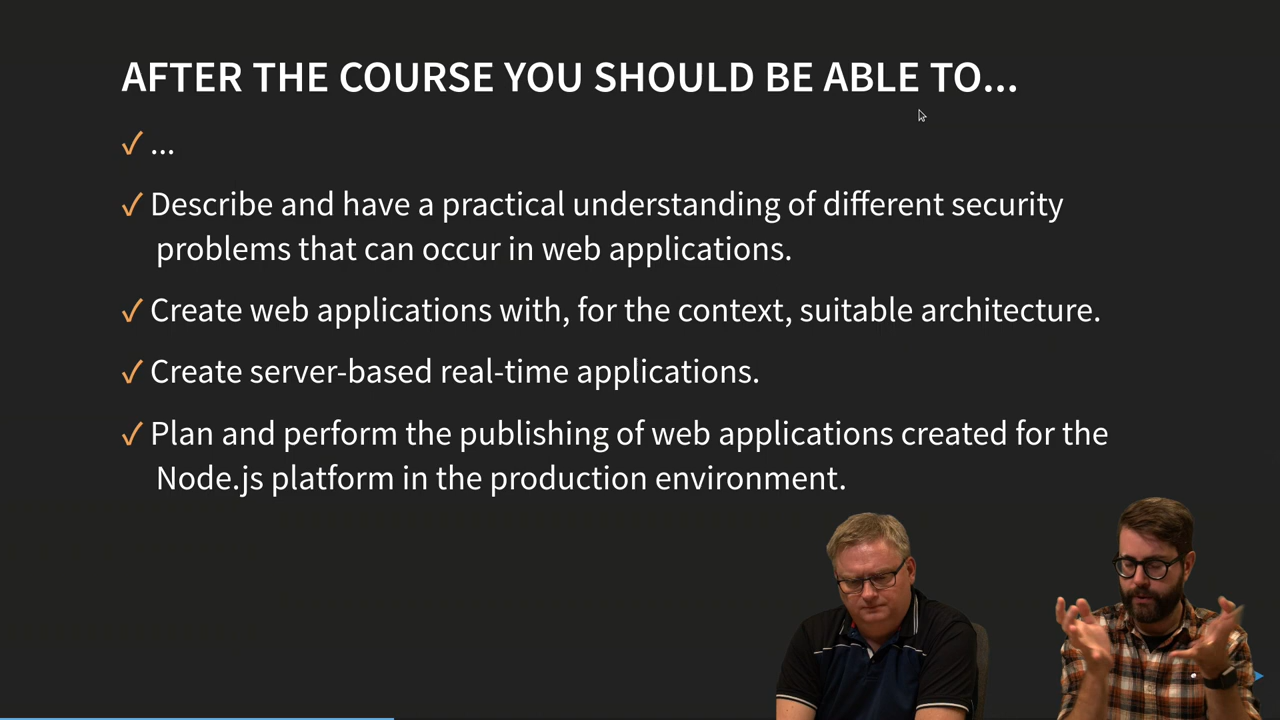 AFTER THE COURSE YOU SHOULD BE ABLE TO...
✓ ...
✓ Describe and have a practical understanding of different security
problems that can occur in web applications.
✓ Create web applications with, for the context, suitable architecture.
✓ Create server-based real-time applications.
✓ Plan and perform the publishing of web applications created for the
Node.js platform in the production environment.